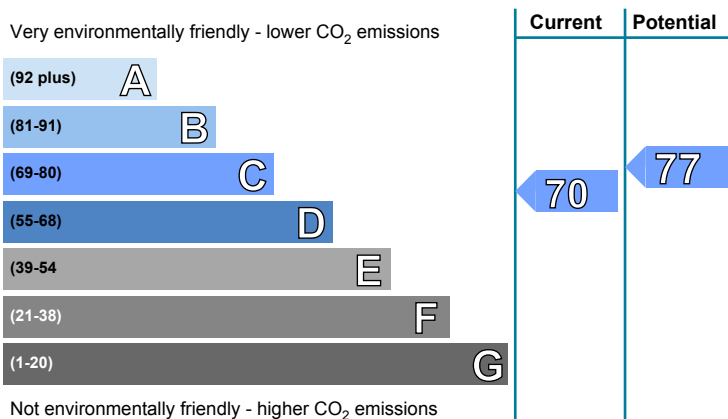 Very environmentally friendly - lower CO2 emissions
Current
Potential
(92 plus) A
(81-91) B
(69-80) C
(55-68) D
(39-54 E
(21-38) F
(1-20) G
70
77
Not environmentally friendly - higher CO2 emissions